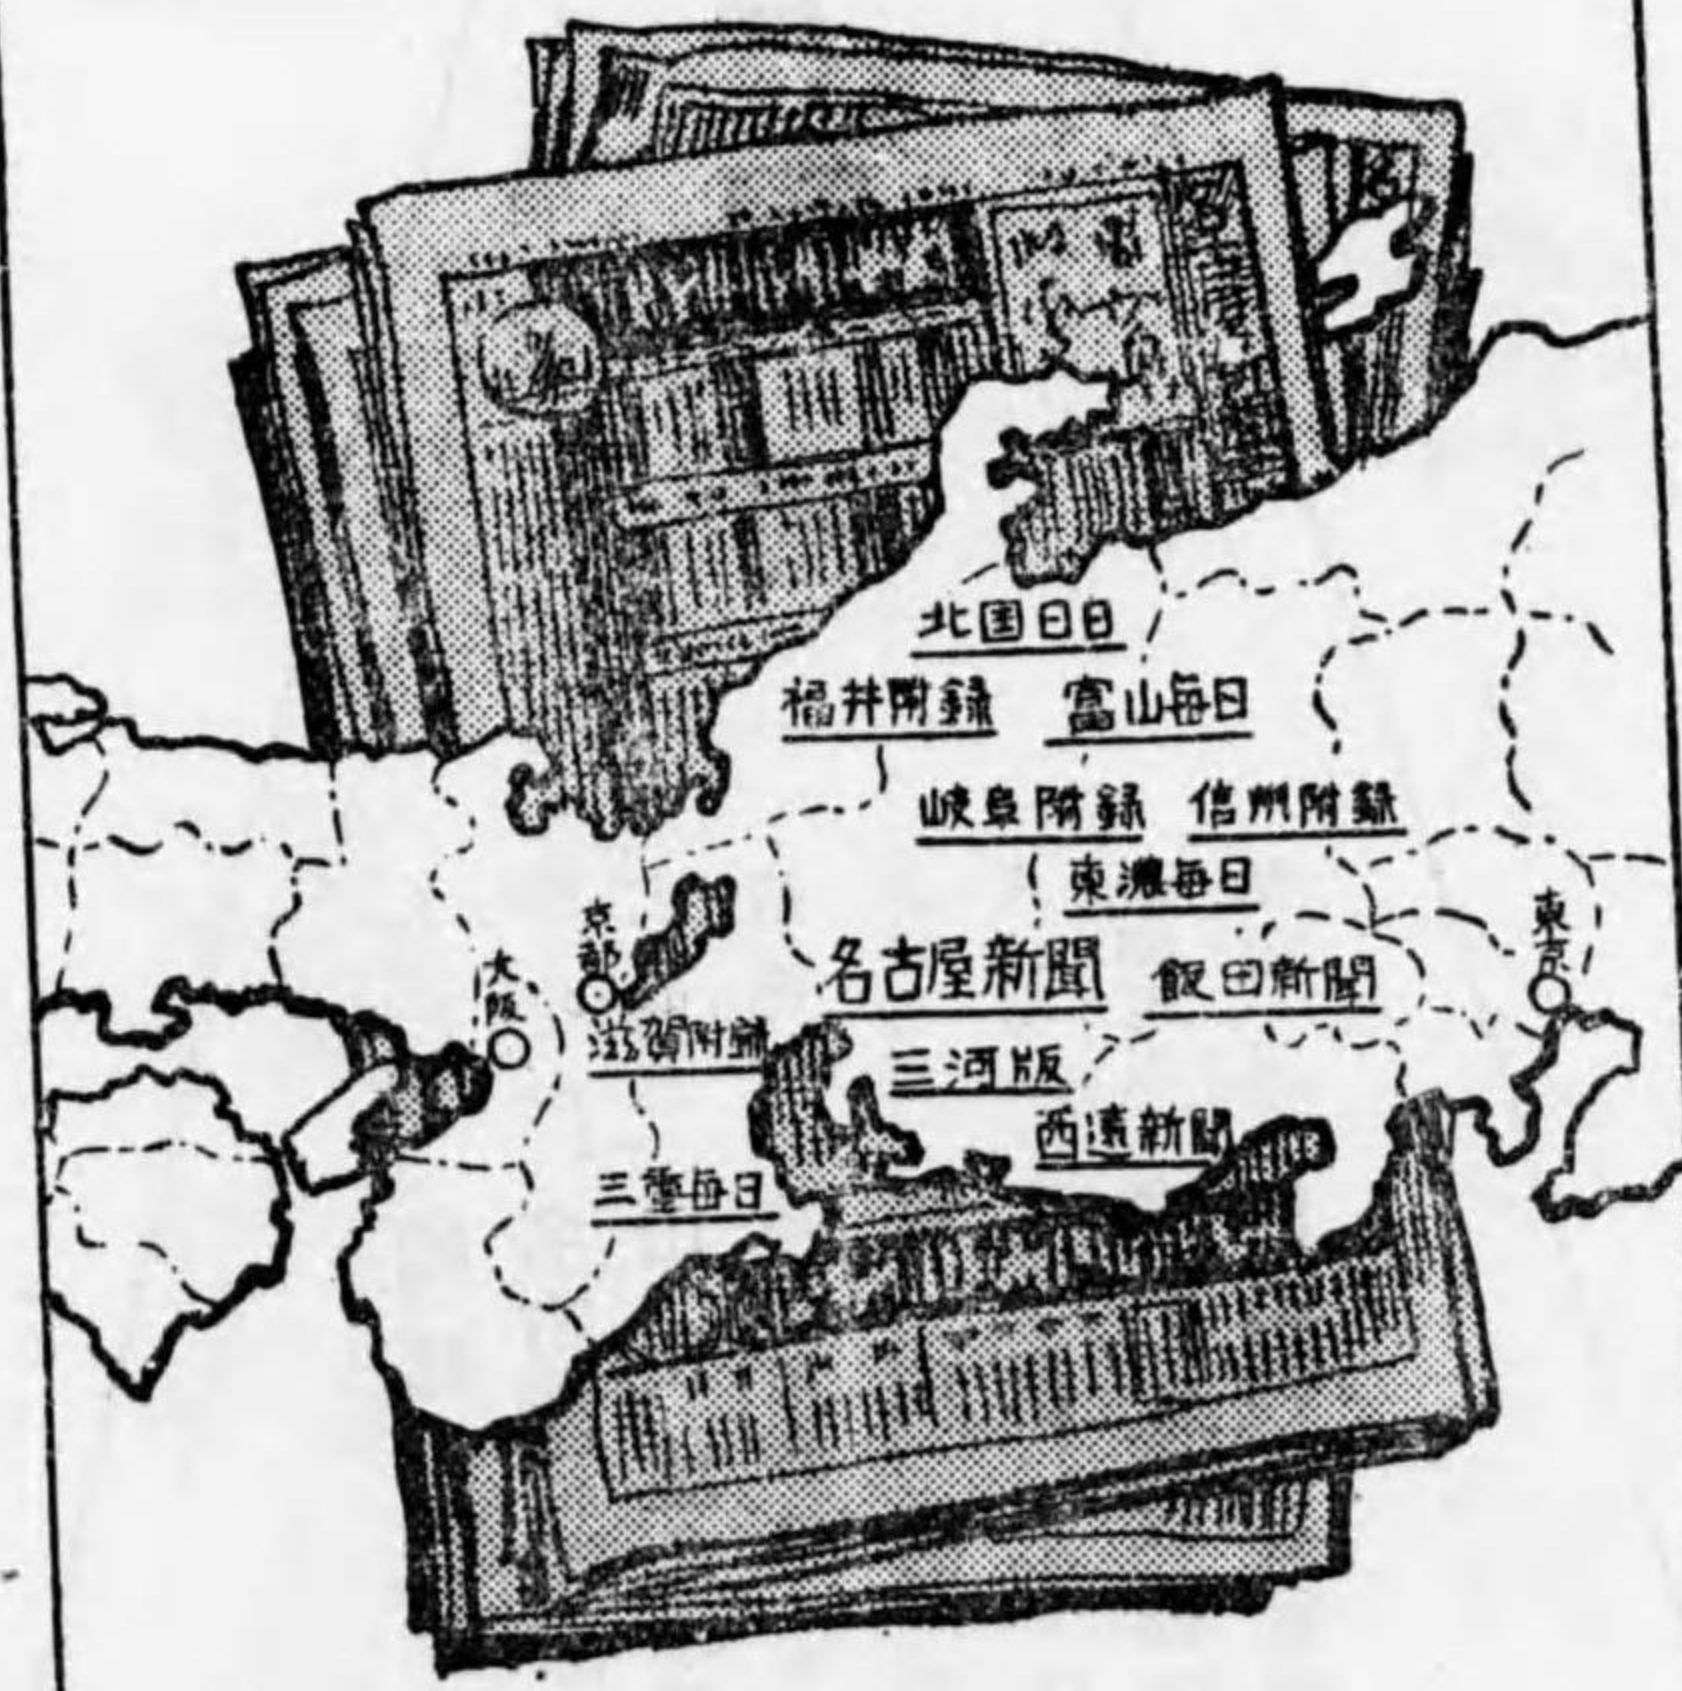 北国日日
福井附録
富山毎日
岐阜附録
信州附録
東濃毎日
名古屋新聞
飯田新聞
三河版
西遠新聞
滋賀附録
三重毎日
京都
大阪
東京